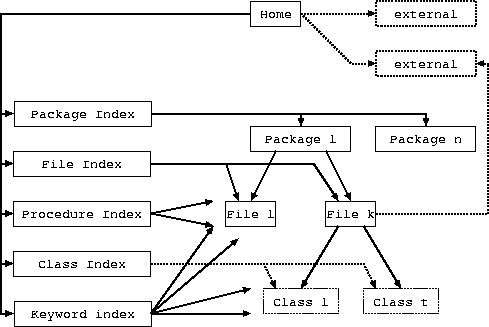 Home
external
external
Package Index
Package l
Package n
File Index
Procedure Index
File l
File k
Class Index
Class l
Class t
Keyword index